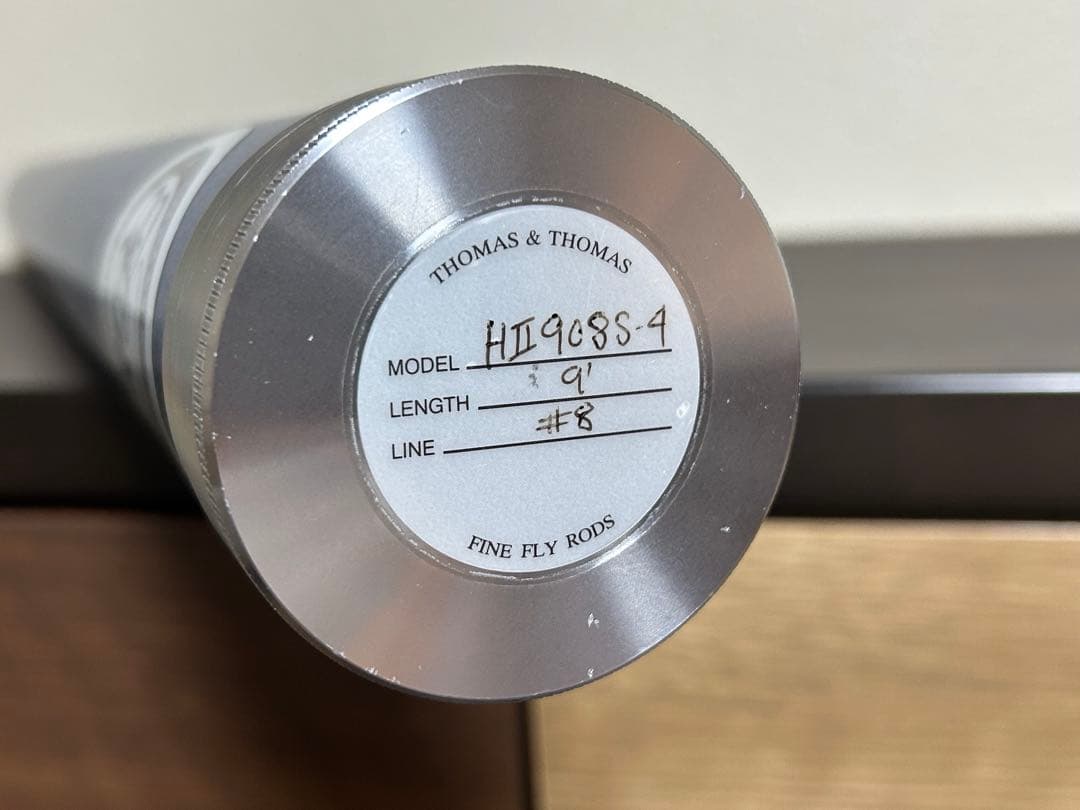 THOMAS & THOMAS
MODEL HII908S-4
LENGTH 9'
LINE #8
FINE FLY RODS